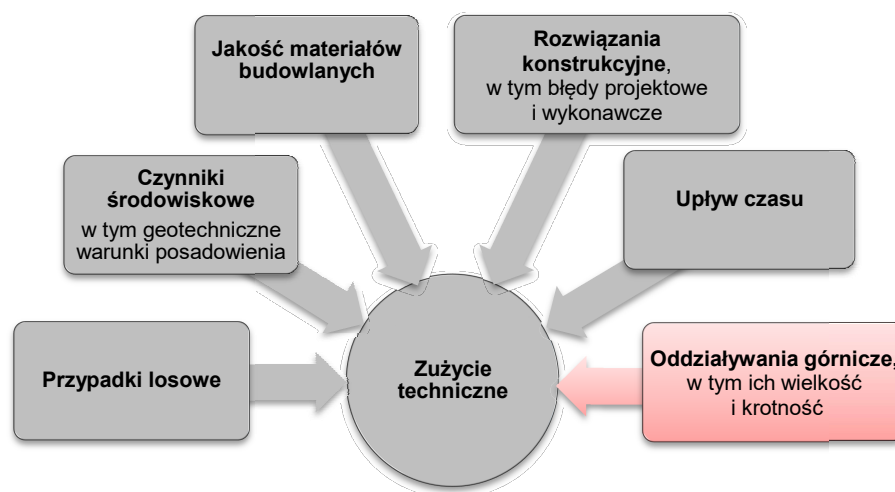 Jakość materiałów
budowlanych
Rozwiązania
konstrukcyjne,
w tym błędy projektowe
i wykonawcze
Czynniki
środowiskowe
w tym geotechniczne
warunki posadowienia
Upływ czasu
Przypadki losowe
Zużycie
techniczne
Oddziaływania górnicze,
w tym ich wielkość
i krotność